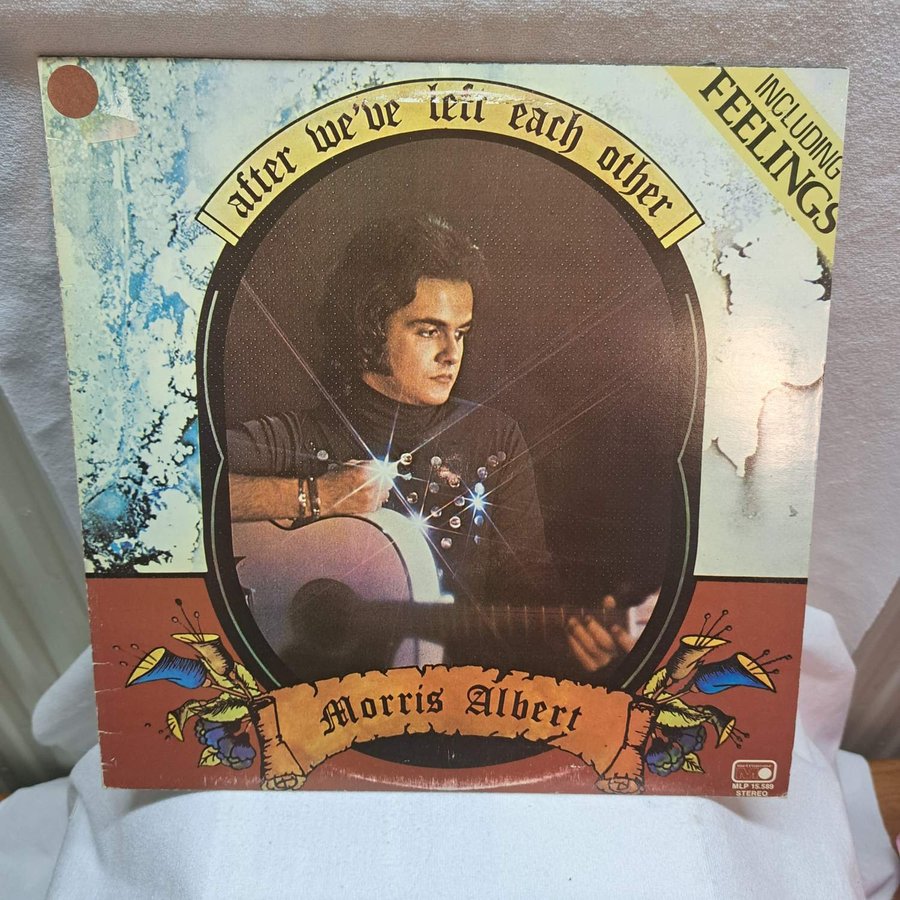 INCLUDING
FEELINGS
after we've left each other
Morris Albert
MLP 15.589
STEREO